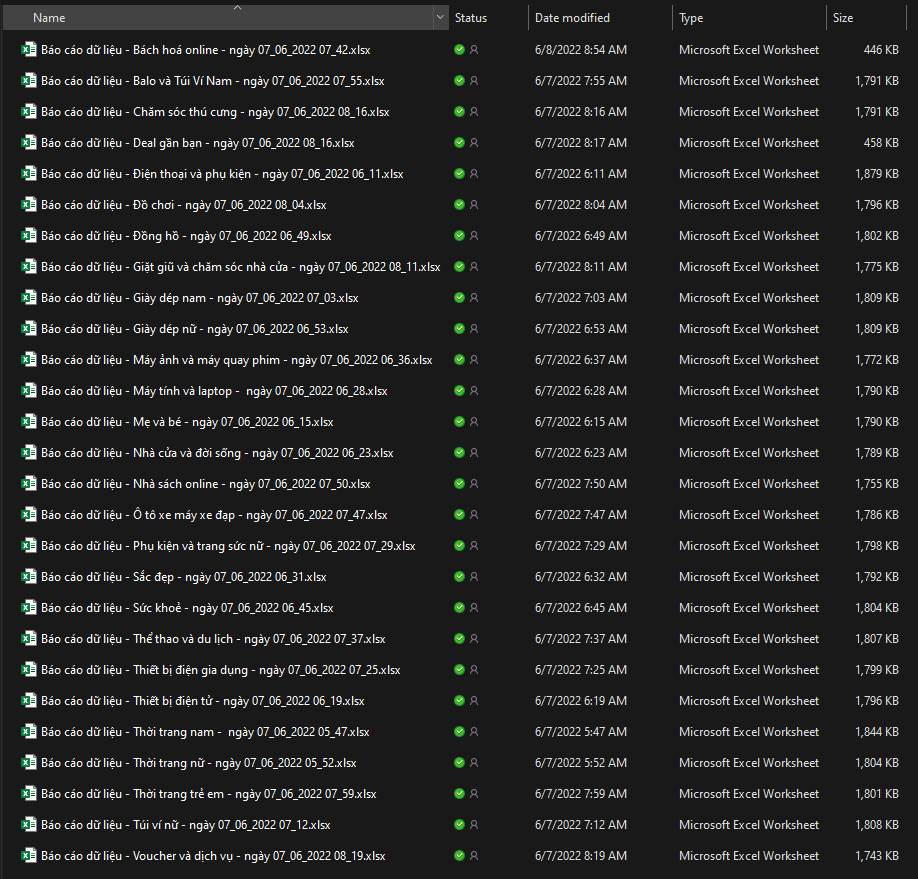 Name Status Date modified Type Size
Báo cáo dữ liệu - Bách hoá online - ngày 07_06_2022 07_42.xlsx 6/8/2022 8:54 AM Microsoft Excel Worksheet 446 KB
Báo cáo dữ liệu - Balo và Túi Ví Nam - ngày 07_06_2022 07_55.xlsx 6/7/2022 7:55 AM Microsoft Excel Worksheet 1,791 KB
Báo cáo dữ liệu - Chăm sóc thú cưng - ngày 07_06_2022 08_16.xlsx 6/7/2022 8:16 AM Microsoft Excel Worksheet 1,791 KB
Báo cáo dữ liệu - Deal gần bạn - ngày 07_06_2022 08_16.xlsx 6/7/2022 8:17 AM Microsoft Excel Worksheet 458 KB
Báo cáo dữ liệu - Điện thoại và phụ kiện - ngày 07_06_2022 06_11.xlsx 6/7/2022 6:11 AM Microsoft Excel Worksheet 1,879 KB
Báo cáo dữ liệu - Đồ chơi - ngày 07_06_2022 08_04.xlsx 6/7/2022 8:04 AM Microsoft Excel Worksheet 1,796 KB
Báo cáo dữ liệu - Đồng hồ - ngày 07_06_2022 06_49.xlsx 6/7/2022 6:49 AM Microsoft Excel Worksheet 1,802 KB
Báo cáo dữ liệu - Giặt giũ và chăm sóc nhà cửa - ngày 07_06_2022 08_11.xlsx 6/7/2022 8:11 AM Microsoft Excel Worksheet 1,775 KB
Báo cáo dữ liệu - Giày dép nam - ngày 07_06_2022 07_03.xlsx 6/7/2022 7:03 AM Microsoft Excel Worksheet 1,809 KB
Báo cáo dữ liệu - Giày dép nữ - ngày 07_06_2022 06_53.xlsx 6/7/2022 6:53 AM Microsoft Excel Worksheet 1,809 KB
Báo cáo dữ liệu - Máy ảnh và máy quay phim - ngày 07_06_2022 06_36.xlsx 6/7/2022 6:37 AM Microsoft Excel Worksheet 1,772 KB
Báo cáo dữ liệu - Máy tính và laptop -  ngày 07_06_2022 06_28.xlsx 6/7/2022 6:28 AM Microsoft Excel Worksheet 1,790 KB
Báo cáo dữ liệu - Mẹ và bé - ngày 07_06_2022 06_15.xlsx 6/7/2022 6:15 AM Microsoft Excel Worksheet 1,790 KB
Báo cáo dữ liệu - Nhà cửa và đời sống - ngày 07_06_2022 06_23.xlsx 6/7/2022 6:23 AM Microsoft Excel Worksheet 1,789 KB
Báo cáo dữ liệu - Nhà sách online - ngày 07_06_2022 07_50.xlsx 6/7/2022 7:50 AM Microsoft Excel Worksheet 1,755 KB
Báo cáo dữ liệu - Ô tô xe máy xe đạp - ngày 07_06_2022 07_47.xlsx 6/7/2022 7:47 AM Microsoft Excel Worksheet 1,786 KB
Báo cáo dữ liệu - Phụ kiện và trang sức nữ - ngày 07_06_2022 07_29.xlsx 6/7/2022 7:29 AM Microsoft Excel Worksheet 1,798 KB
Báo cáo dữ liệu - Sắc đẹp - ngày 07_06_2022 06_31.xlsx 6/7/2022 6:32 AM Microsoft Excel Worksheet 1,792 KB
Báo cáo dữ liệu - Sức khoẻ - ngày 07_06_2022 06_45.xlsx 6/7/2022 6:45 AM Microsoft Excel Worksheet 1,804 KB
Báo cáo dữ liệu - Thể thao và du lịch - ngày 07_06_2022 07_37.xlsx 6/7/2022 7:37 AM Microsoft Excel Worksheet 1,807 KB
Báo cáo dữ liệu - Thiết bị điện gia dụng - ngày 07_06_2022 07_25.xlsx 6/7/2022 7:25 AM Microsoft Excel Worksheet 1,799 KB
Báo cáo dữ liệu - Thiết bị điện tử - ngày 07_06_2022 06_19.xlsx 6/7/2022 6:19 AM Microsoft Excel Worksheet 1,796 KB
Báo cáo dữ liệu - Thời trang nam -  ngày 07_06_2022 05_47.xlsx 6/7/2022 5:47 AM Microsoft Excel Worksheet 1,844 KB
Báo cáo dữ liệu - Thời trang nữ - ngày 07_06_2022 05_52.xlsx 6/7/2022 5:52 AM Microsoft Excel Worksheet 1,804 KB
Báo cáo dữ liệu - Thời trang trẻ em - ngày 07_06_2022 07_59.xlsx 6/7/2022 7:59 AM Microsoft Excel Worksheet 1,801 KB
Báo cáo dữ liệu - Túi ví nữ - ngày 07_06_2022 07_12.xlsx 6/7/2022 7:12 AM Microsoft Excel Worksheet 1,808 KB
Báo cáo dữ liệu - Voucher và dịch vụ - ngày 07_06_2022 08_19.xlsx 6/7/2022 8:19 AM Microsoft Excel Worksheet 1,743 KB